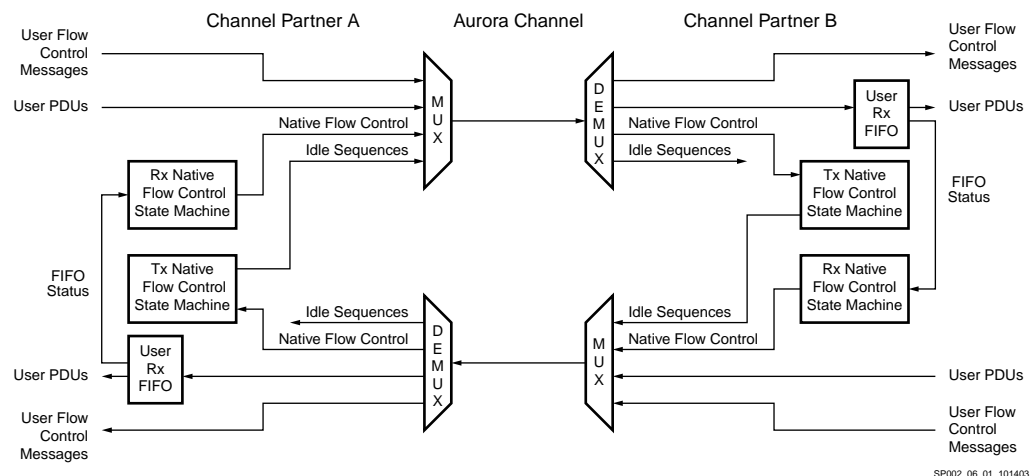 Channel Partner A
Aurora Channel
Channel Partner B
User Flow
Control
Messages
User PDUs
Native Flow Control
Idle Sequences
MUX
DEMUX
Native Flow Control
Idle Sequences
User
Rx
FIFO
User Flow
Control
Messages
User PDUs
Rx Native
Flow Control
State Machine
Tx Native
Flow Control
State Machine
FIFO
Status
Tx Native
Flow Control
State Machine
Rx Native
Flow Control
State Machine
FIFO
Status
Idle Sequences
Native Flow Control
DEMUX
MUX
Idle Sequences
Native Flow Control
User
Rx
FIFO
User PDUs
User Flow
Control
Messages
User PDUs
User Flow
Control
Messages
SP002_06_01_101403